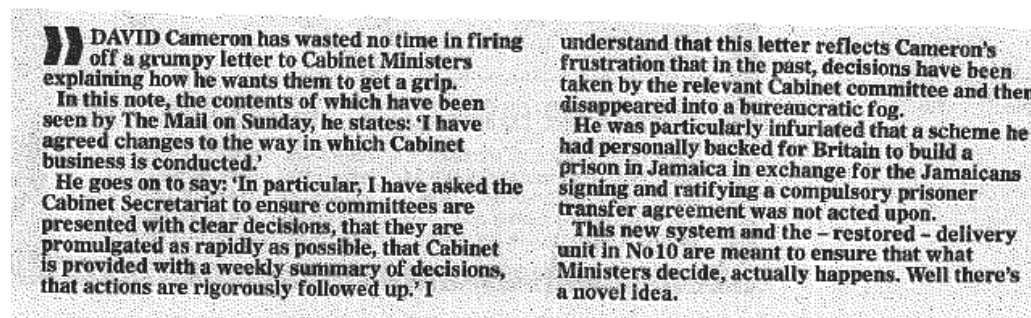 DAVID Cameron has wasted no time in firing
off a grumpy letter to Cabinet Ministers
explaining how he wants them to get a grip.
In this note, the contents of which have been
seen by The Mail on Sunday, he states: ‘I have
agreed changes to the way in which Cabinet
business is conducted.’
He goes on to say: ‘In particular, I have asked the
Cabinet Secretariat to ensure committees are
presented with clear decisions, that they are
promulgated as rapidly as possible, that Cabinet
is provided with a weekly summary of decisions,
that actions are rigorously followed up.’ I
understand that this letter reflects Cameron’s
frustration that in the past, decisions have been
taken by the relevant Cabinet committee and then
disappeared into a bureaucratic fog.
He was particularly infuriated that a scheme he
had personally backed for Britain to build a
prison in Jamaica in exchange for the Jamaicans
signing and ratifying a compulsory prisoner
transfer agreement was not acted upon.
This new system and the – restored – delivery
unit in No10 are meant to ensure that what
Ministers decide, actually happens. Well there’s
a novel idea.